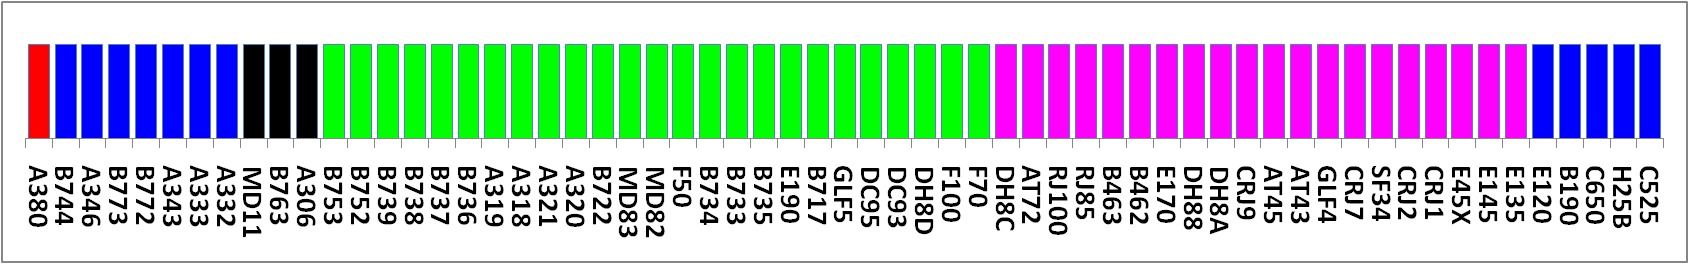 A380
B744
A346
B773
B772
A343
A333
A332
MD11
B763
A306
B753
B752
B739
B738
B737
B736
A319
A318
A321
A320
B722
MD83
MD82
F50
B734
B733
B735
E190
B717
GLF5
DC95
DC93
DH8D
F100
F70
DH8C
AT72
RJ100
RJ85
B463
B462
E170
DH88
DH8A
CRJ9
AT45
AT43
GLF4
CRJ7
SF34
CRJ2
CRJ1
E45X
E145
E135
E120
B190
C650
H25B
C525